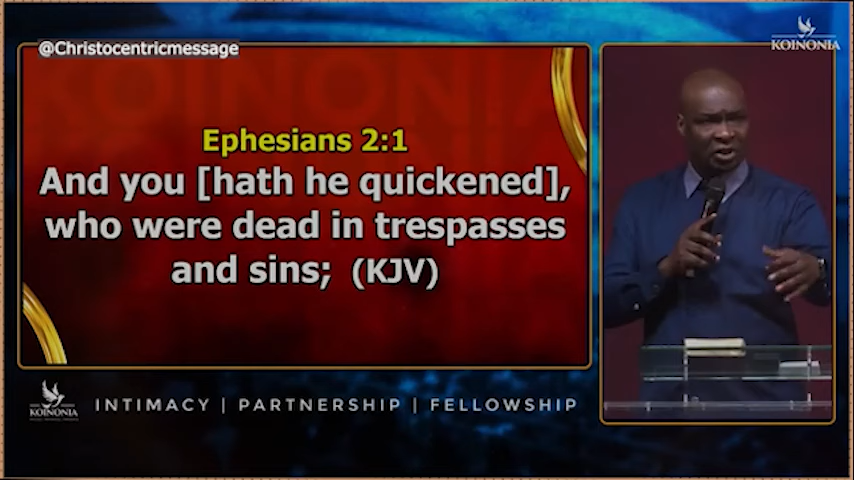 @Christocentricmessage
KOINONIA
Ephesians 2:1
And you [hath he quickened],
who were dead in trespasses
and sins; (KJV)
KOINONIA
INTIMACY | PARTNERSHIP | FELLOWSHIP